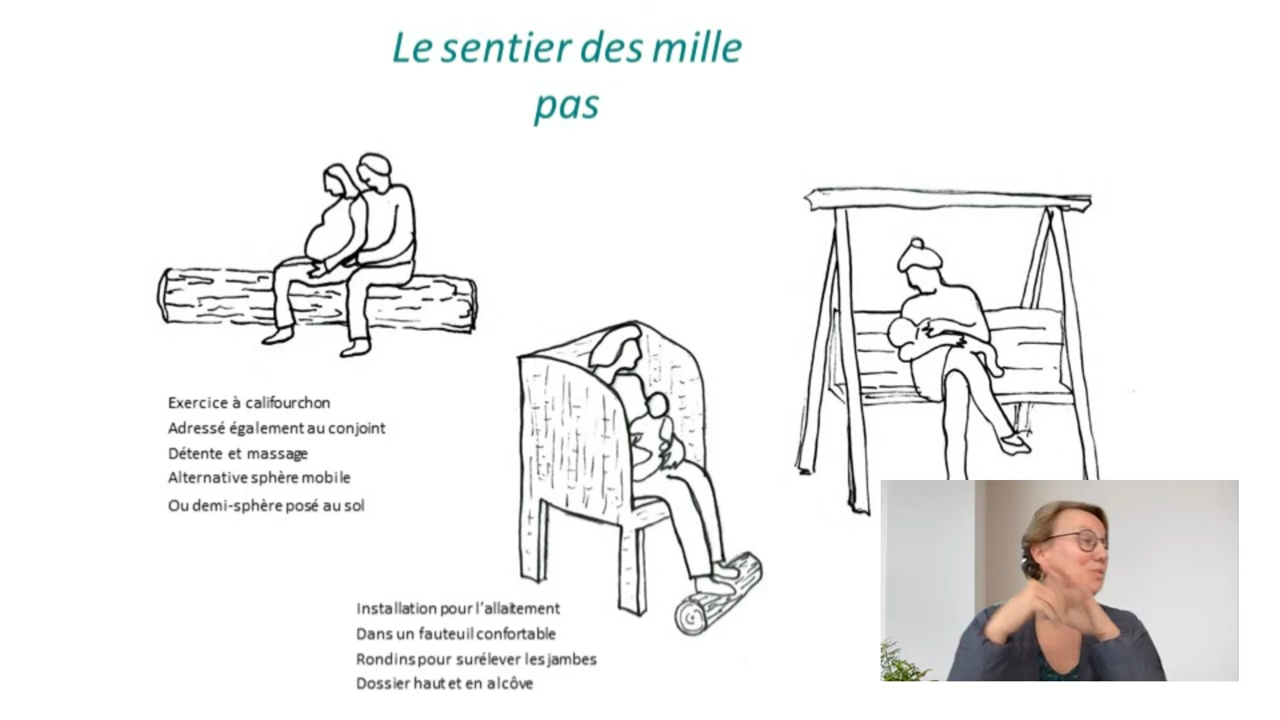 Le sentier des mille
pas
Exercice à califourchon
Adressé également au conjoint
Détente et massage
Alternative sphère mobile
Ou demi-sphère posé au sol
Installation pour l'allaitement
Dans un fauteuil confortable
Rondins pour surélever les jambes
Dossier haut et en alcôve